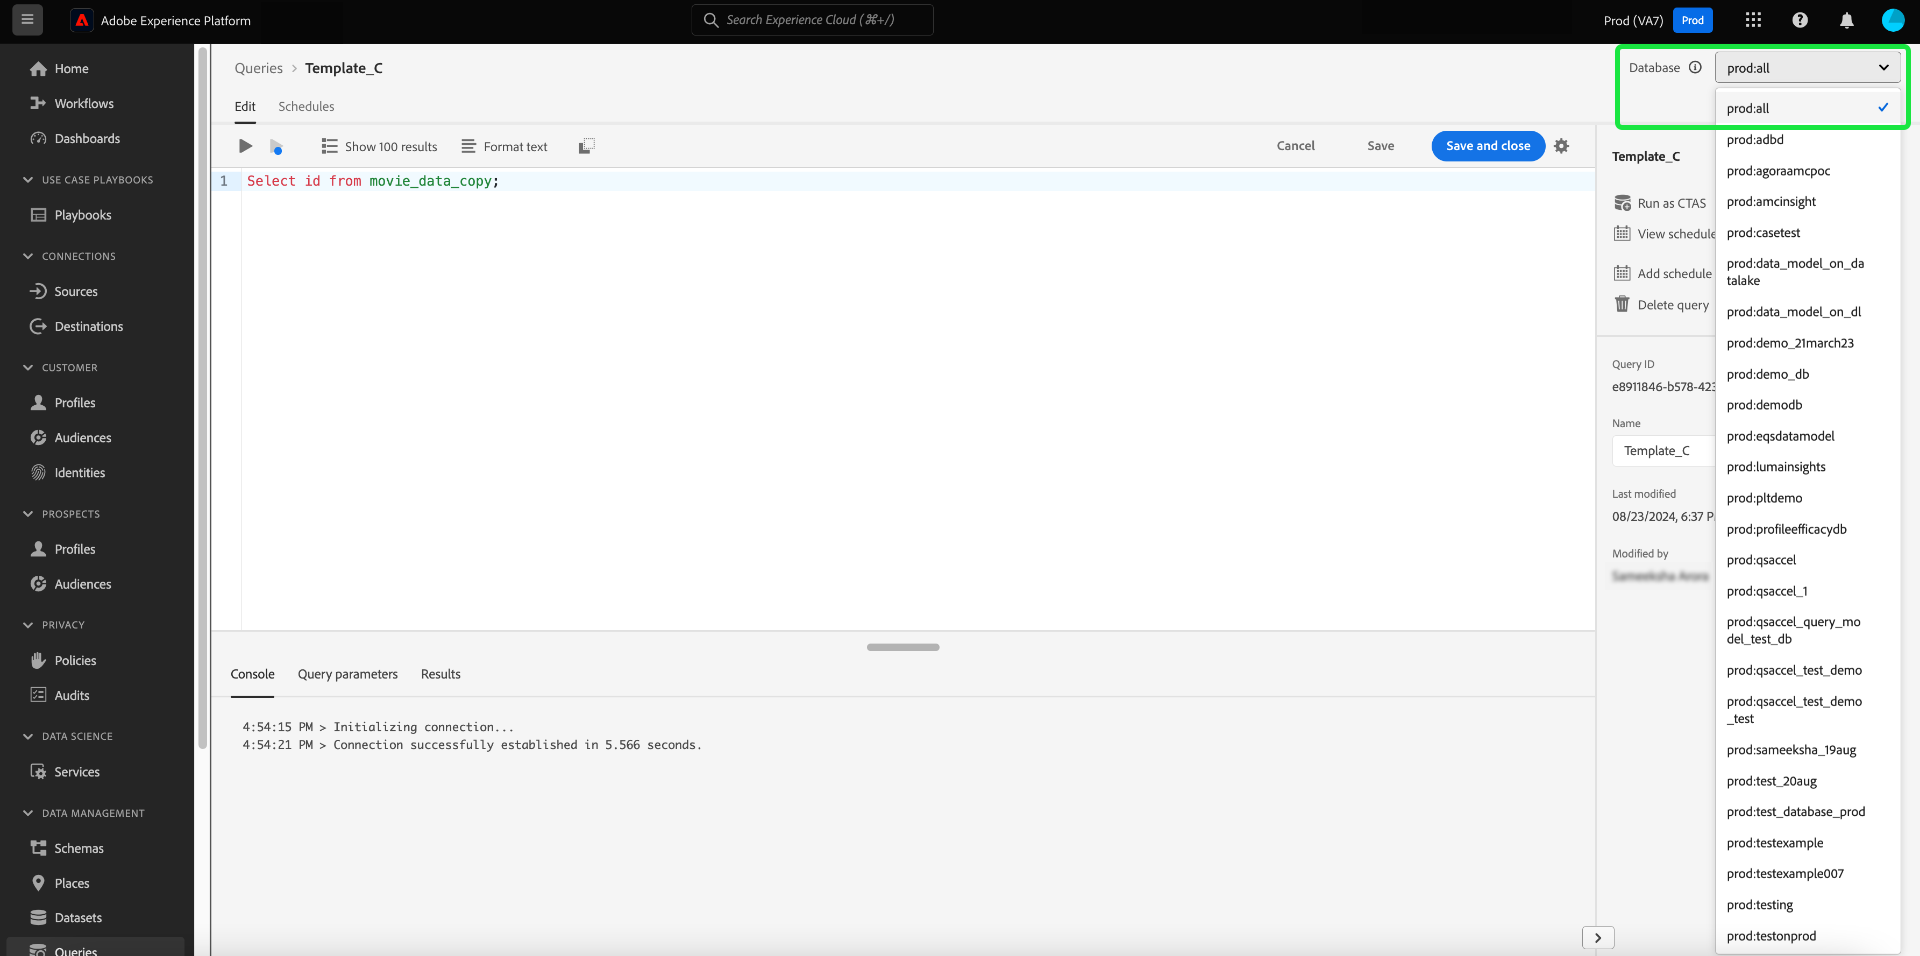 Adobe Experience Platform
Search Experience Cloud (⌘+/)
Prod (VA7)
Prod
Home
Workflows
Dashboards
USE CASE PLAYBOOKS
Playbooks
CONNECTIONS
Sources
Destinations
CUSTOMER
Profiles
Audiences
Identities
PROSPECTS
Profiles
Audiences
PRIVACY
Policies
Audits
DATA SCIENCE
Services
DATA MANAGEMENT
Schemas
Places
Datasets
Queries
Queries > Template_C
Edit Schedules
Show 100 results Format text
Cancel Save Save and close
1 Select id from movie_data_copy;
Console Query parameters Results
4:54:15 PM > Initializing connection...
4:54:21 PM > Connection successfully established in 5.566 seconds.
Database prod:all
Template_C
Run as CTAS
View schedule
Add schedule
Delete query
Query ID
e8911846-b578-423
Name
Template_C
Last modified
08/23/2024, 6:37 P
Modified by
Sameeksha Arora
prod:all
prod:adbd
prod:agoraamcpoc
prod:amcinsight
prod:casetest
prod:data_model_on_da
talake
prod:data_model_on_dl
prod:demo_21march23
prod:demo_db
prod:demodb
prod:eqsdatamodel
prod:lumainsights
prod:pltdemo
prod:profileefficacydb
prod:qsaccel
prod:qsaccel_1
prod:qsaccel_query_mo
del_test_db
prod:qsaccel_test_demo
prod:qsaccel_test_demo
_test
prod:sameeksha_19aug
prod:test_20aug
prod:test_database_prod
prod:testexample
prod:testexample007
prod:testing
prod:testonprod